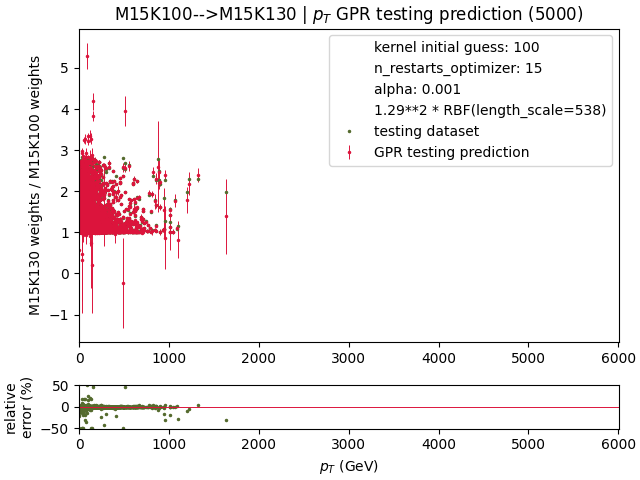 M15K100-->M15K130 | pT GPR testing prediction (5000)
kernel initial guess: 100
n_restarts_optimizer: 15
alpha: 0.001
1.29**2 * RBF(length_scale=538)
testing dataset
GPR testing prediction
M15K130 weights / M15K100 weights
5
4
3
2
1
0
−1
0 1000 2000 3000 4000 5000 6000
relative
error (%)
50
0
−50
0 1000 2000 3000 4000 5000 6000
pT (GeV)